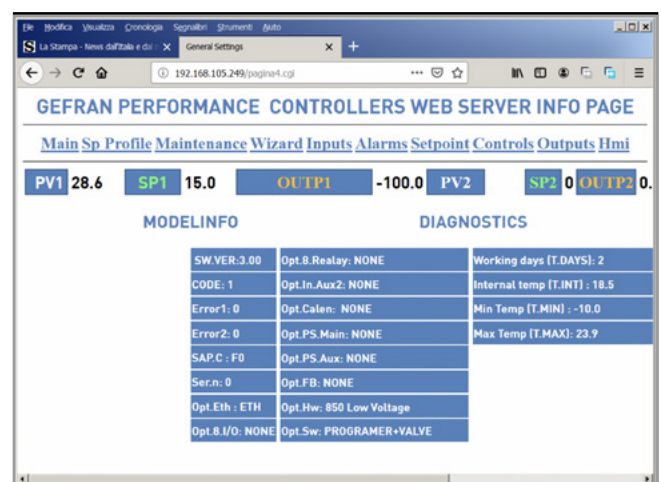 File Modifica Visualizza Cronologia Segnalibri Strumenti Aiuto
La Stampa - News dall'Italia e dal X General Settings X +
192.168.105.249/pagina4.cgi
GEFRAN PERFORMANCE CONTROLLERS WEB SERVER INFO PAGE
Main Sp Profile Maintenance Wizard Inputs Alarms Setpoint Controls Outputs Hmi
PV1 28.6 SP1 15.0 OUTP1 -100.0 PV2 SP2 0 OUTP2 0.
MODELINFO DIAGNOSTICS
SW.VER:3.00 Opt.8.Realay: NONE Working days (T.DAYS): 2
CODE: 1 Opt.In.Aux2: NONE Internal temp (T.INT) : 18.5
Error1: 0 Opt.Calen: NONE Min Temp (T.MIN) : -10.0
Error2: 0 Opt.PS.Main: NONE Max Temp (T.MAX): 23.9
SAP.C : F0 Opt.PS.Aux: NONE
Ser.n: 0 Opt.FB: NONE
Opt.Eth : ETH Opt.Hw: 850 Low Voltage
Opt.8.I/O: NONE Opt.Sw: PROGRAMER+VALVE